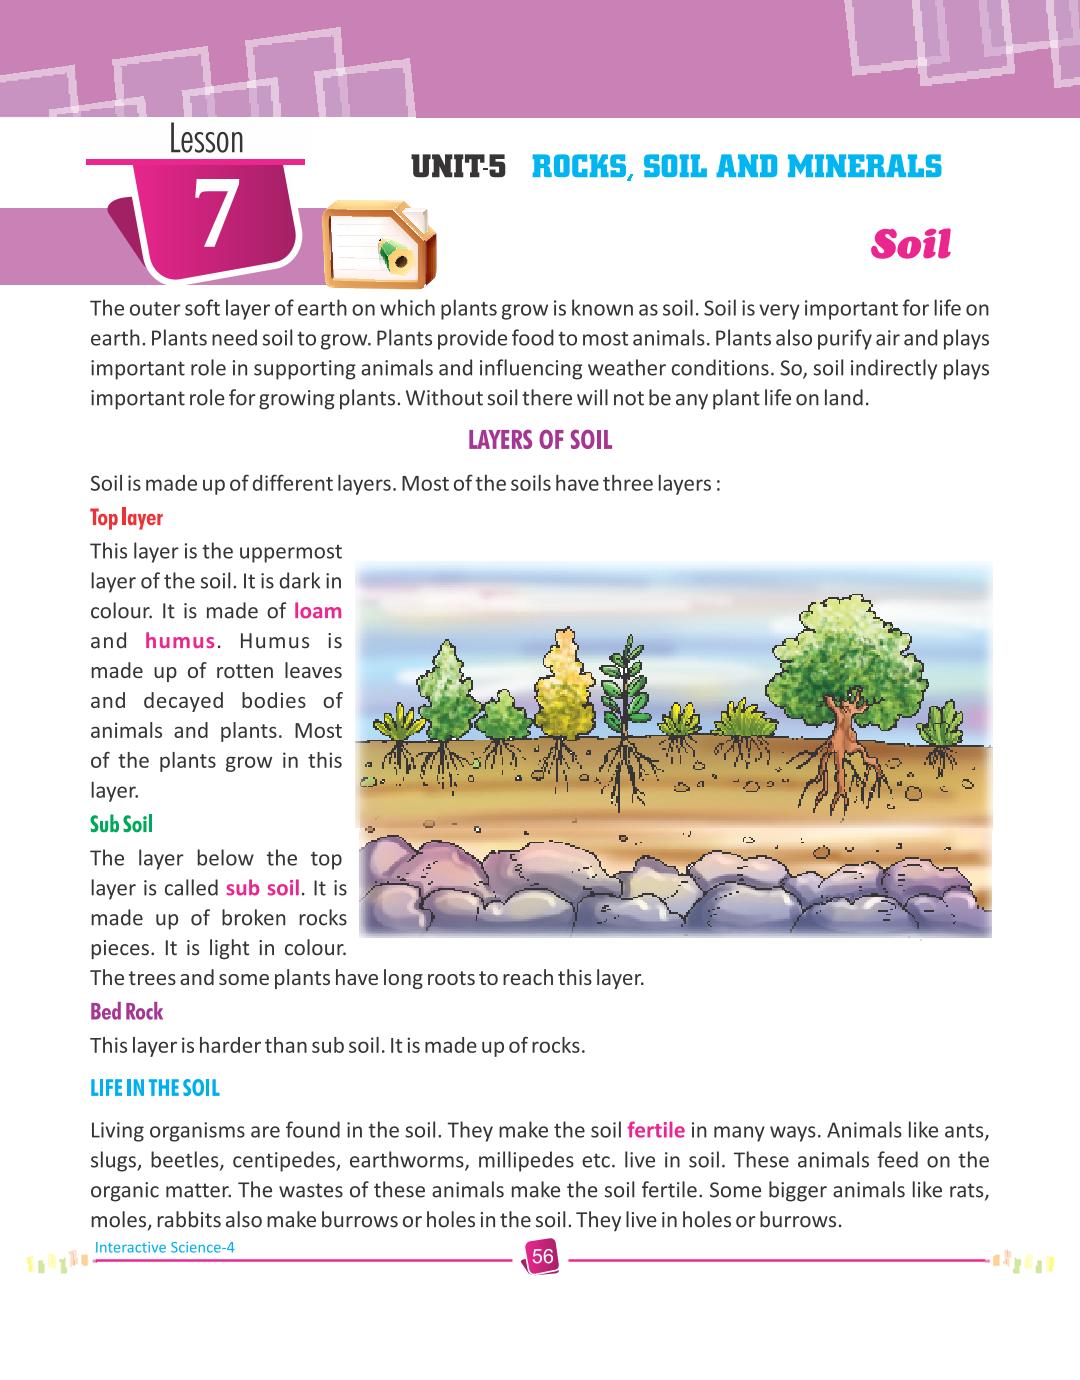 Lesson
7
UNIT-5 ROCKS, SOIL AND MINERALS
Soil
The outer soft layer of earth on which plants grow is known as soil. Soil is very important for life on
earth. Plants need soil to grow. Plants provide food to most animals. Plants also purify air and plays
important role in supporting animals and influencing weather conditions. So, soil indirectly plays
important role for growing plants. Without soil there will not be any plant life on land.
LAYERS OF SOIL
Soil is made up of different layers. Most of the soils have three layers :
Top layer
This layer is the uppermost
layer of the soil. It is dark in
colour. It is made of loam
and humus. Humus is
made up of rotten leaves
and decayed bodies of
animals and plants. Most
of the plants grow in this
layer.
Sub Soil
The layer below the top
layer is called sub soil. It is
made up of broken rocks
pieces. It is light in colour.
The trees and some plants have long roots to reach this layer.
Bed Rock
This layer is harder than sub soil. It is made up of rocks.
LIFE IN THE SOIL
Living organisms are found in the soil. They make the soil fertile in many ways. Animals like ants,
slugs, beetles, centipedes, earthworms, millipedes etc. live in soil. These animals feed on the
organic matter. The wastes of these animals make the soil fertile. Some bigger animals like rats,
moles, rabbits also make burrows or holes in the soil. They live in holes or burrows.
Interactive Science-4
56